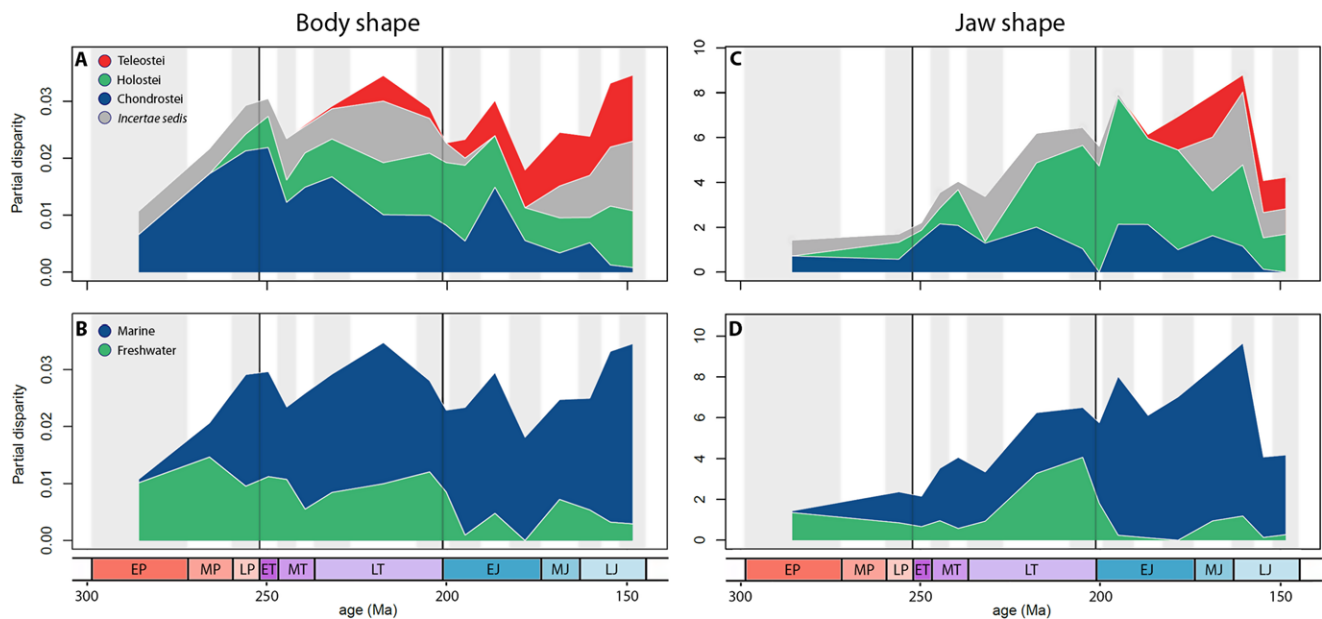 Body shape
Jaw shape
A
Teleostei
Holostei
Chondrostei
Incertae sedis
Partial disparity
0.03
0.02
0.01
0.00
C
10
8
6
4
2
0
B
Marine
Freshwater
Partial disparity
0.03
0.02
0.01
0.00
D
10
8
6
4
2
0
EP MP LP ET MT LT EJ MJ LJ
300 250 200 150
age (Ma)
EP MP LP ET MT LT EJ MJ LJ
300 250 200 150
age (Ma)